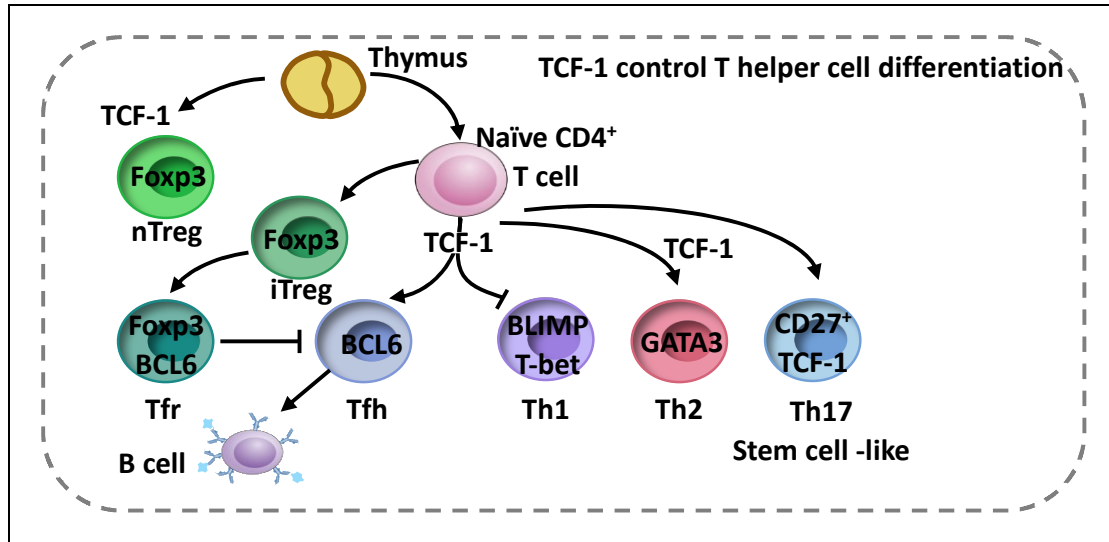 Thymus
TCF-1 control T helper cell differentiation
TCF-1
Naïve CD4⁺
T cell
Foxp3
nTreg
Foxp3
iTreg
TCF-1
TCF-1
Foxp3
BCL6
Tfr
BCL6
Tfh
BLIMP
T-bet
Th1
GATA3
Th2
CD27⁺
TCF-1
Th17
Stem cell -like
B cell